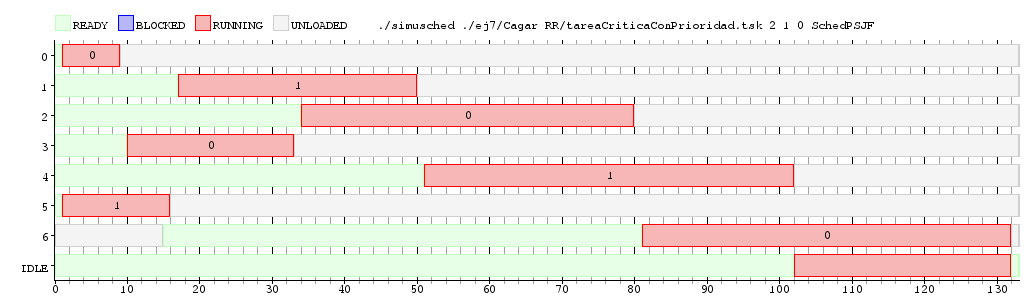 READY BLOCKED RUNNING UNLOADED ./simusched ./ej7/Cagar RR/tareaCriticaConPrioridad.tsk 2 1 0 SchedPSJF
0 0
1 1
2 0
3 0
4 1
5 1
6 0
IDLE
0 10 20 30 40 50 60 70 80 90 100 110 120 130